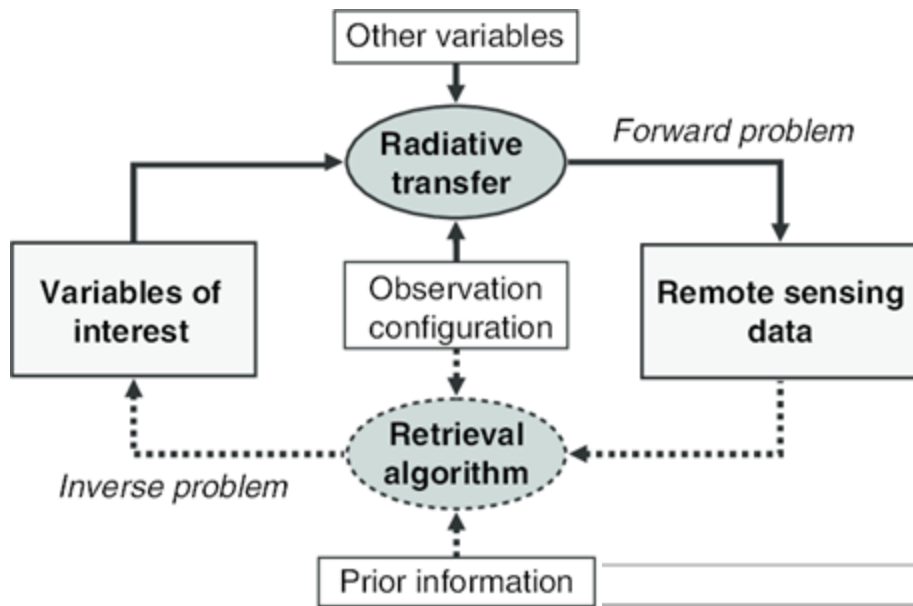 Other variables
Radiative
transfer
Forward problem
Variables of
interest
Observation
configuration
Remote sensing
data
Retrieval
algorithm
Inverse problem
Prior information